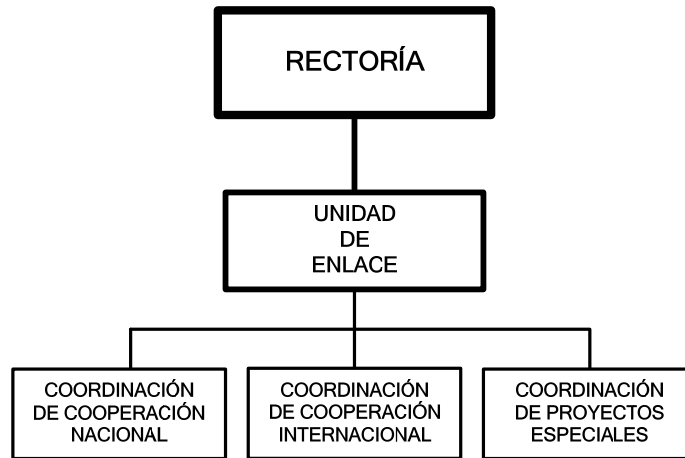 RECTORÍA
UNIDAD
DE
ENLACE
COORDINACIÓN
DE COOPERACIÓN
NACIONAL
COORDINACIÓN
DE COOPERACIÓN
INTERNACIONAL
COORDINACIÓN
DE PROYECTOS
ESPECIALES